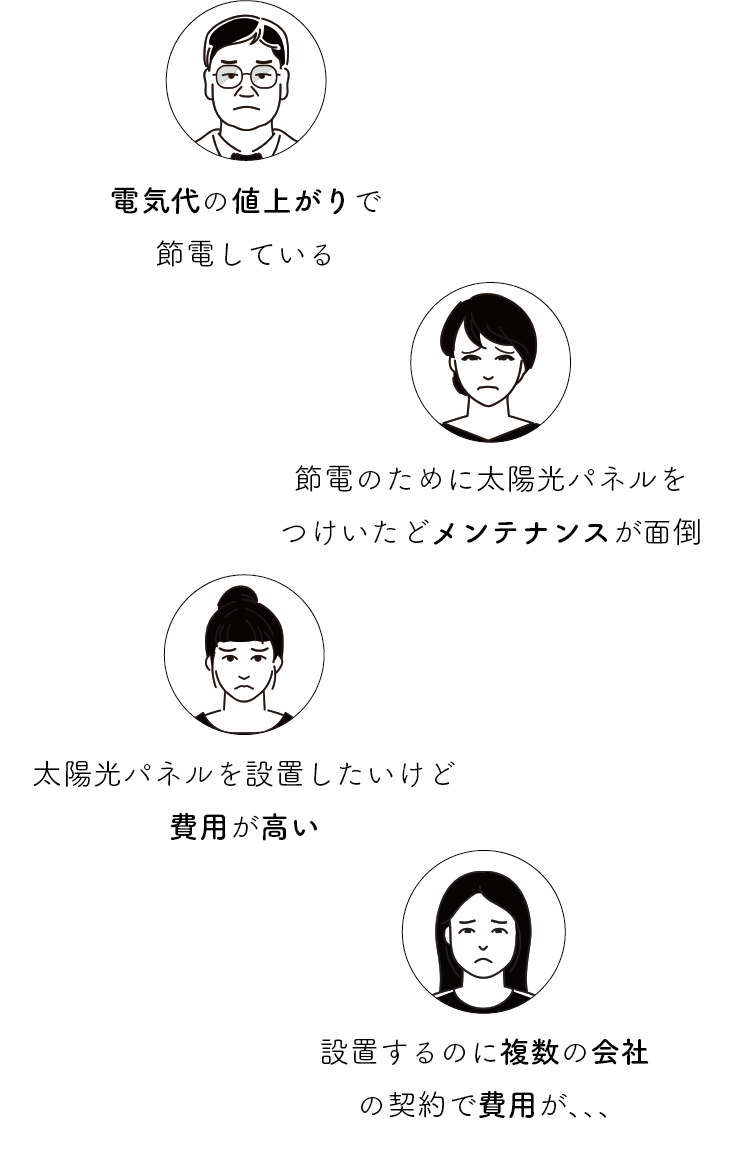 電気代の値上がりで
節電している
節電のために太陽光パネルを
つけいたどメンテナンスが面倒
太陽光パネルを設置したいけど
費用が高い
設置するのに複数の会社
の契約で費用が、、、